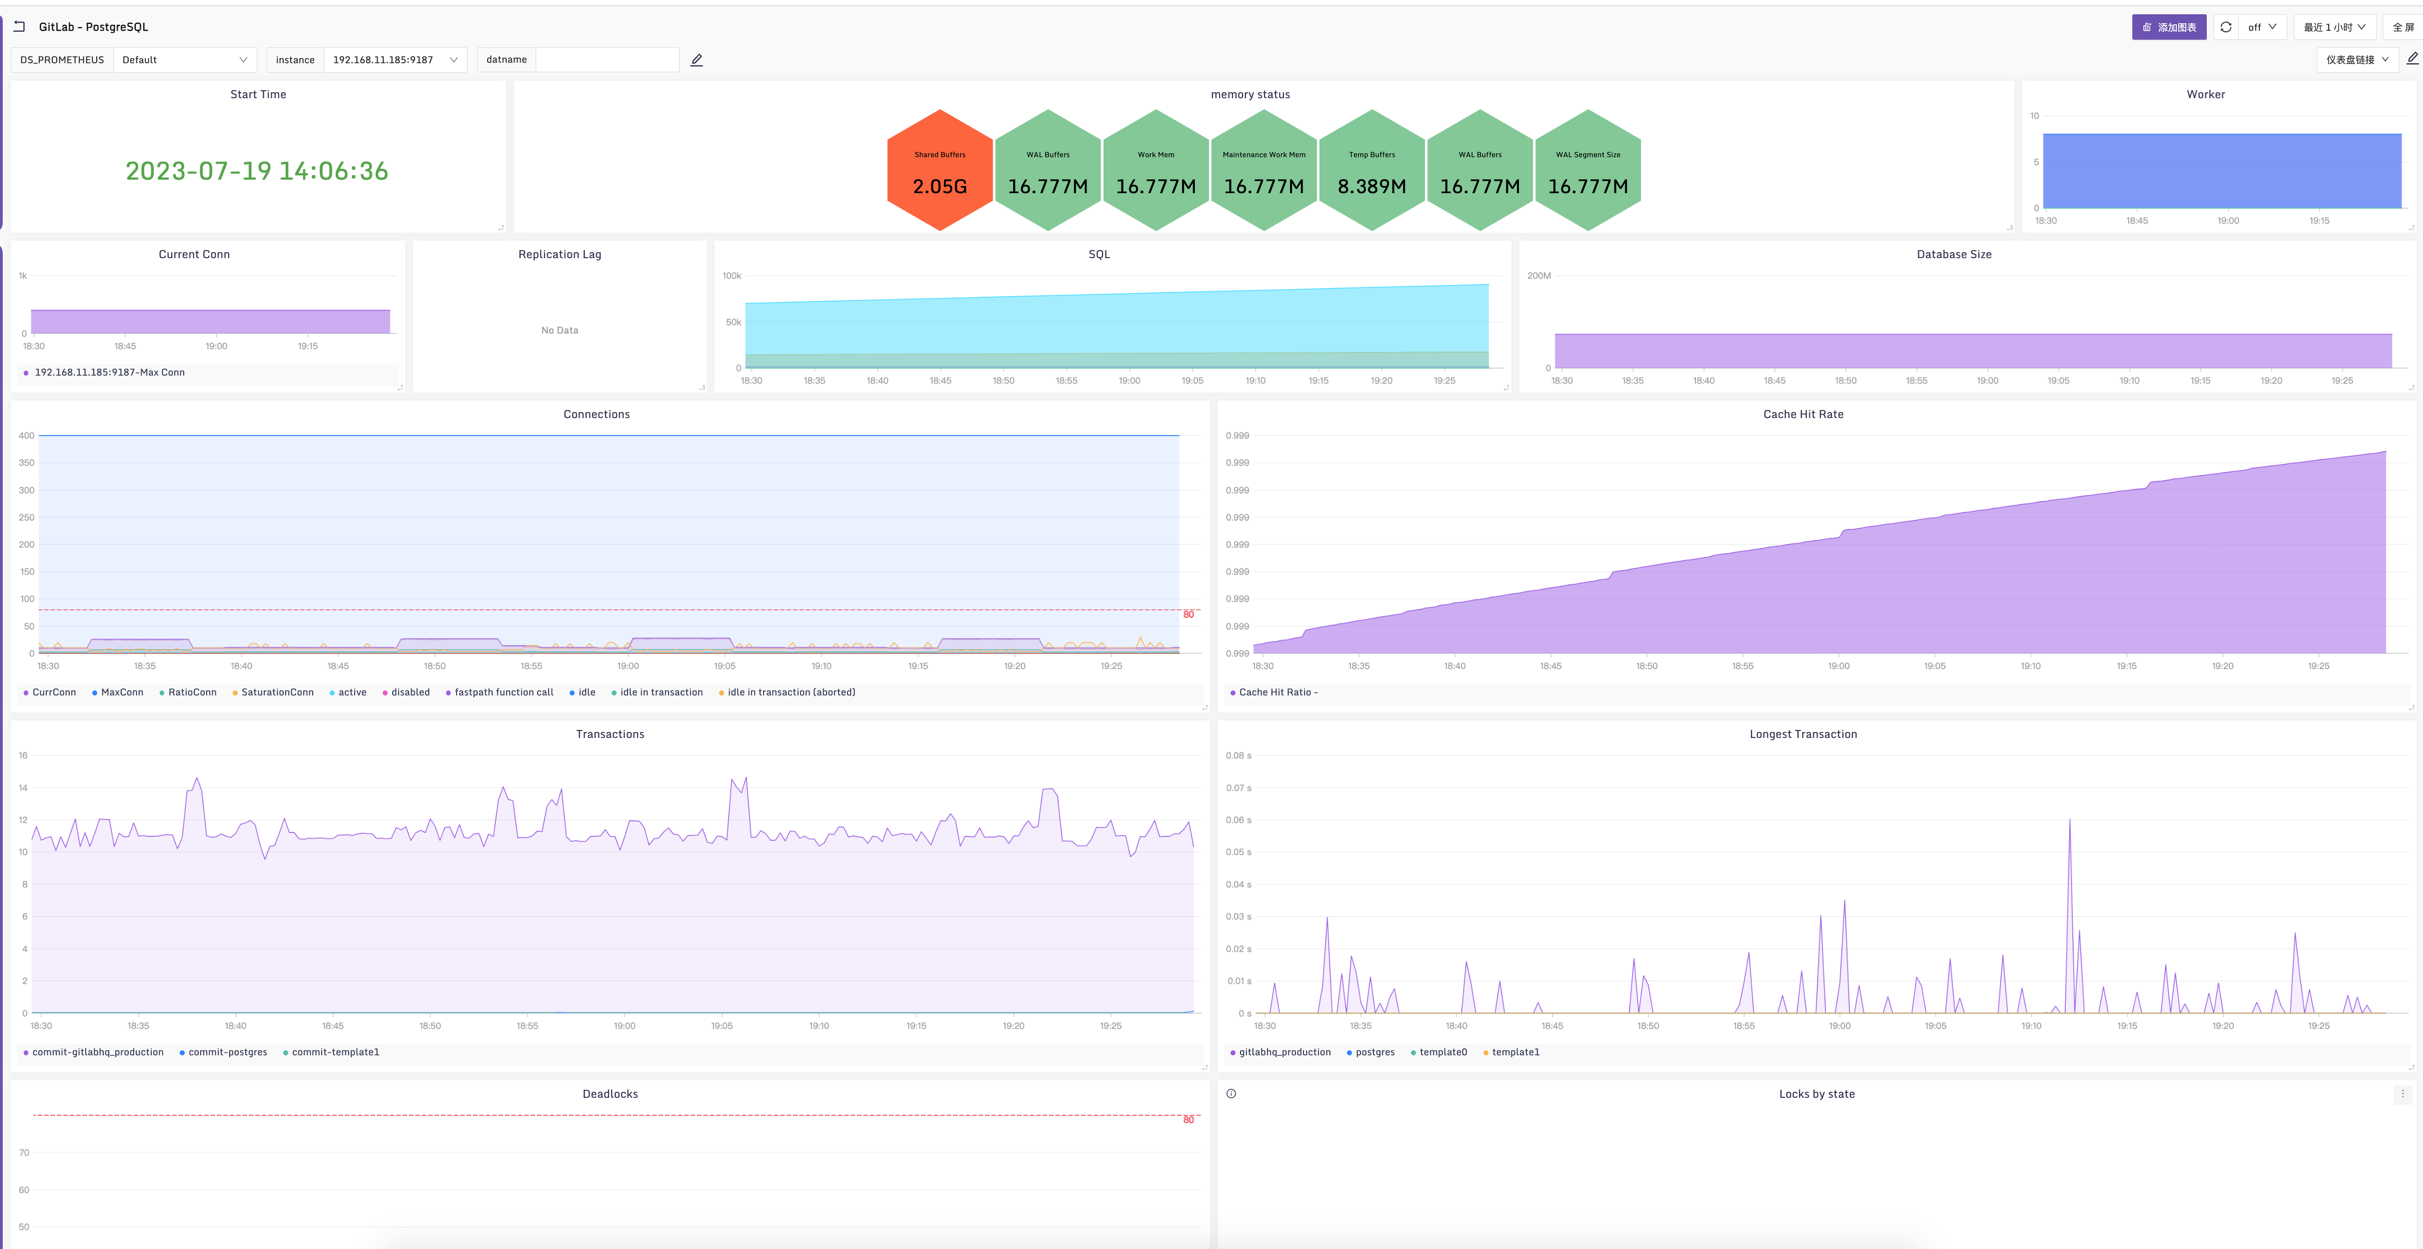 GitLab - PostgreSQL
添加图表
off
最近 1 小时
全 屏
DS_PROMETHEUS
Default
instance
192.168.11.185:9187
datname
仪表盘链接
Start Time
2023-07-19 14:06:36
memory status
Shared Buffers
2.05G
WAL Buffers
16.777M
Work Mem
16.777M
Maintenance Work Mem
16.777M
Temp Buffers
8.389M
WAL Buffers
16.777M
WAL Segment Size
16.777M
Worker
10
5
0
18:30 18:45 19:00 19:15
Current Conn
1k
0
18:30 18:45 19:00 19:15
192.168.11.185:9187-Max Conn
Replication Lag
No Data
SQL
100k
50k
0
18:30 18:35 18:40 18:45 18:50 18:55 19:00 19:05 19:10 19:15 19:20 19:25
Database Size
200M
0
18:30 18:35 18:40 18:45 18:50 18:55 19:00 19:05 19:10 19:15 19:20 19:25
Connections
400
350
300
250
200
150
100
80
50
0
18:30 18:35 18:40 18:45 18:50 18:55 19:00 19:05 19:10 19:15 19:20 19:25
CurrConn MaxConn RatioConn SaturationConn active disabled fastpath function call idle idle in transaction idle in transaction (aborted)
Cache Hit Rate
0.999
0.999
0.999
0.999
0.999
0.999
0.999
0.999
0.999
18:30 18:35 18:40 18:45 18:50 18:55 19:00 19:05 19:10 19:15 19:20 19:25
Cache Hit Ratio -
Transactions
16
14
12
10
8
6
4
2
0
18:30 18:35 18:40 18:45 18:50 18:55 19:00 19:05 19:10 19:15 19:20 19:25
commit-gitlabhq_production commit-postgres commit-template1
Longest Transaction
0.08 s
0.07 s
0.06 s
0.05 s
0.04 s
0.03 s
0.02 s
0.01 s
0 s
18:30 18:35 18:40 18:45 18:50 18:55 19:00 19:05 19:10 19:15 19:20 19:25
gitlabhq_production postgres template0 template1
Deadlocks
80
70
60
50
Locks by state